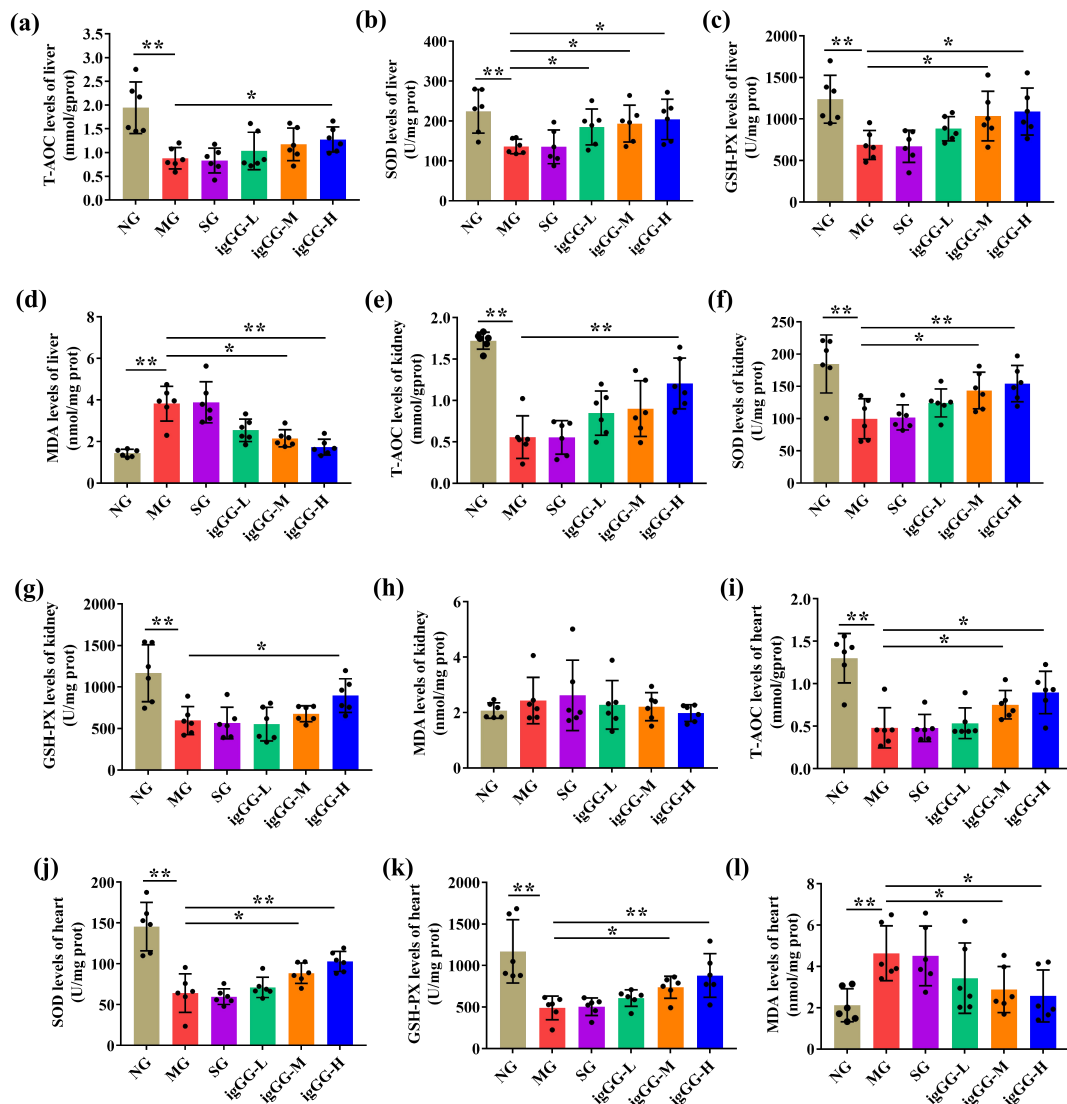 (a)
T-AOC levels of liver
(nmol/gprot)
3.5
3.0
2.5
2.0
1.5
1.0
0.5
0.0
**
*
NG
MG
SG
igGG-L
igGG-M
igGG-H
(b)
SOD levels of liver
(U/mg prot)
400
300
200
100
0
**
*
*
*
NG
MG
SG
igGG-L
igGG-M
igGG-H
(c)
GSH-PX levels of liver
(U/mg prot)
2000
1500
1000
500
0
**
*
*
NG
MG
SG
igGG-L
igGG-M
igGG-H
(d)
MDA levels of liver
(nmol/mg prot)
8
6
4
2
0
**
**
*
NG
MG
SG
igGG-L
igGG-M
igGG-H
(e)
T-AOC levels of kidney
(nmol/gprot)
2.0
1.5
1.0
0.5
0.0
**
**
NG
MG
SG
igGG-L
igGG-M
igGG-H
(f)
SOD levels of kidney
(U/mg prot)
250
200
150
100
50
0
**
**
*
NG
MG
SG
igGG-L
igGG-M
igGG-H
(g)
GSH-PX levels of kidney
(U/mg prot)
2000
1500
1000
500
0
**
*
NG
MG
SG
igGG-L
igGG-M
igGG-H
(h)
MDA levels of kidney
(nmol/mg prot)
6
4
2
0
NG
MG
SG
igGG-L
igGG-M
igGG-H
(i)
T-AOC levels of heart
(nmol/gprot)
2.0
1.5
1.0
0.5
0.0
**
*
*
NG
MG
SG
igGG-L
igGG-M
igGG-H
(j)
SOD levels of heart
(U/mg prot)
200
150
100
50
0
**
**
*
NG
MG
SG
igGG-L
igGG-M
igGG-H
(k)
GSH-PX levels of heart
(U/mg prot)
2000
1500
1000
500
0
**
**
*
NG
MG
SG
igGG-L
igGG-M
igGG-H
(l)
MDA levels of heart
(nmol/mg prot)
8
6
4
2
0
**
*
*
NG
MG
SG
igGG-L
igGG-M
igGG-H